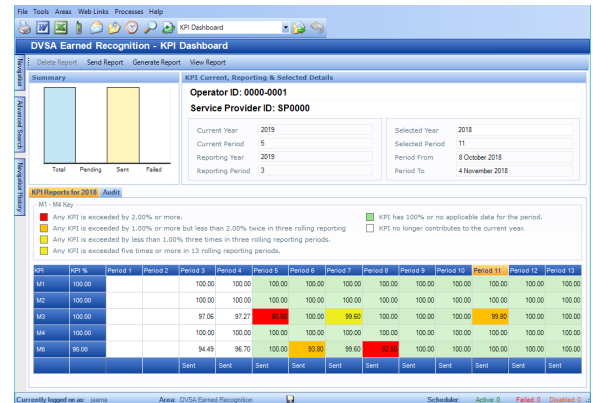 File Tools Areas Web Links Processes Help
KPI Dashboard
DVSA Earned Recognition - KPI Dashboard
Delete Report Send Report Generate Report View Report
Navigation
Advanced Search
Navigation History
Summary
Total Pending Sent Failed
KPI Current, Reporting & Selected Details
Operator ID: 0000-0001
Service Provider ID: SP0000
Current Year 2019 Selected Year 2018
Current Period 5 Selected Period 11
Reporting Year 2019 Period From 8 October 2018
Reporting Period 3 Period To 4 November 2018
KPI Reports for 2018 Audit
M1 - M4 Key
Any KPI is exceeded by 2.00% or more. KPI has 100% or no applicable data for the period.
Any KPI is exceeded by 1.00% or more but less than 2.00% twice in three rolling reporting KPI no longer contributes to the current year.
Any KPI is exceeded by less than 1.00% three times in three rolling reporting periods.
Any KPI is exceeded five times or more in 13 rolling reporting periods.
KPI KPI % Period 1 Period 2 Period 3 Period 4 Period 5 Period 6 Period 7 Period 8 Period 9 Period 10 Period 11 Period 12 Period 13
M1 100.00 100.00 100.00 100.00 100.00 100.00 100.00 100.00 100.00 100.00 100.00 100.00
M2 100.00 100.00 100.00 100.00 100.00 100.00 100.00 100.00 100.00 100.00 100.00 100.00
M3 100.00 97.06 97.27 100.00 99.60 100.00 100.00 100.00 99.80 100.00 100.00
M4 100.00 100.00 100.00 100.00 100.00 100.00 100.00 100.00 100.00 100.00 100.00 100.00
M5 96.00 94.49 96.70 100.00 93.80 99.60 92.50 100.00 100.00 100.00 100.00 100.00
Sent Sent Sent Sent Sent Sent Sent Sent Sent Sent Sent
Currently logged on as: jaama Area: DVSA Earned Recognition Scheduler: Active: 0 Failed: 0 Disabled: 0